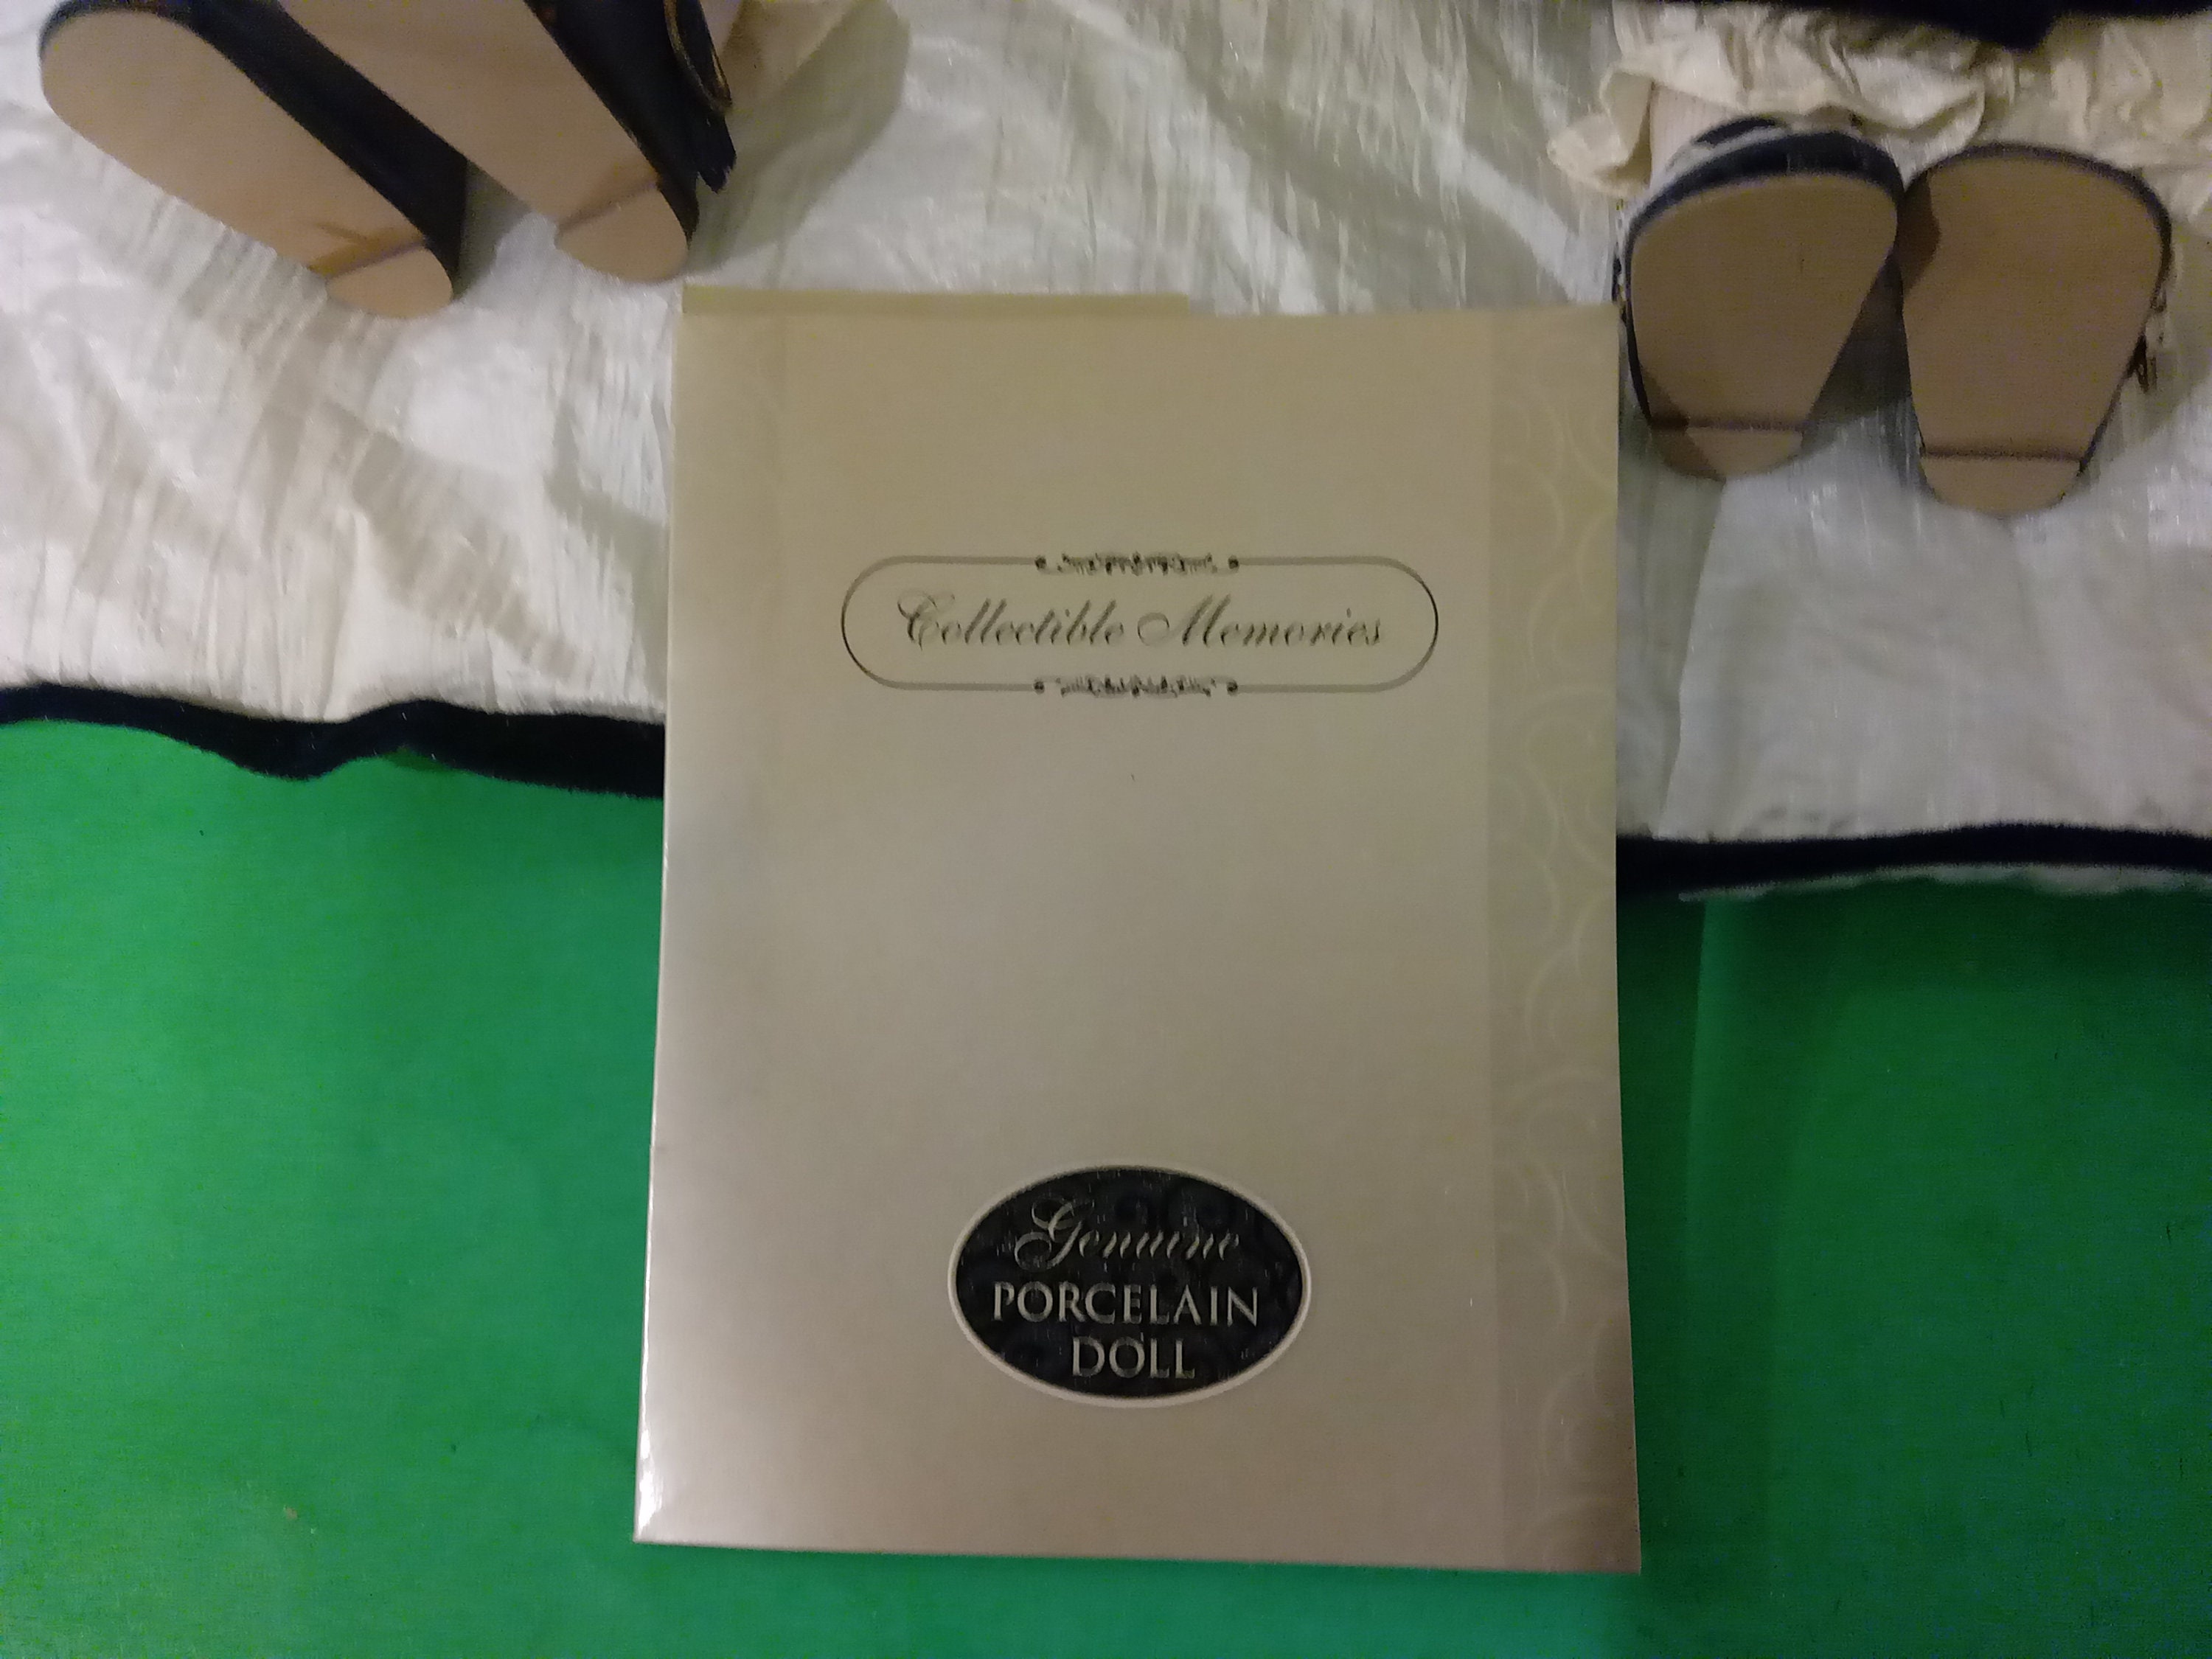 Collectible Memories
Genuine
PORCELAIN
DOLL